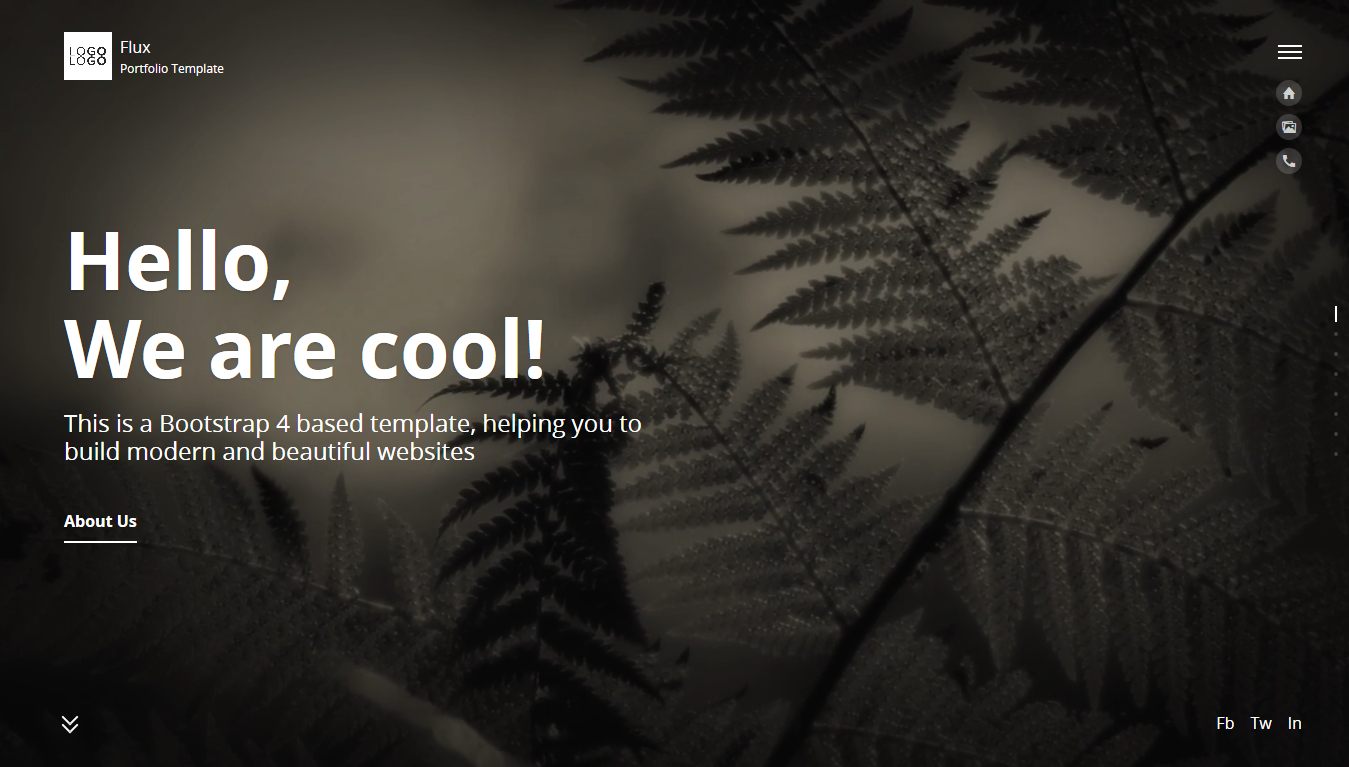 LOGO
LOGO
Flux
Portfolio Template
Hello,
We are cool!
This is a Bootstrap 4 based template, helping you to
build modern and beautiful websites
About Us
Fb Tw In